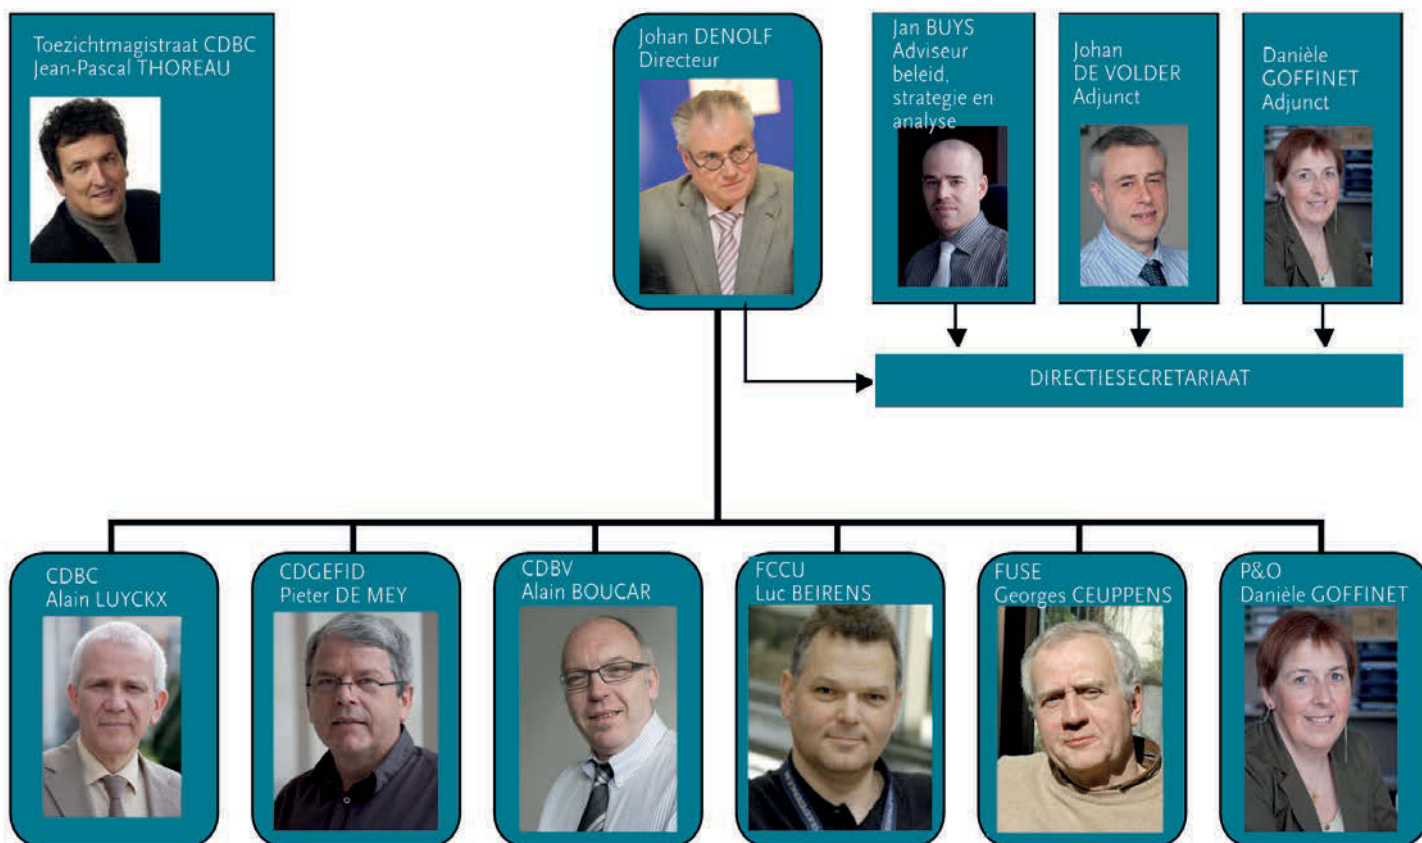 Toezichtmagistraat CDBC
Jean-Pascal THOREAU
Johan DENOLF
Directeur
Jan BUYS
Adviseur
beleid,
strategie en
analyse
Johan
DE VOLDER
Adjunct
Danièle
GOFFINET
Adjunct
DIRECTIESECRETARIAAT
CDBC
Alain LUYCKX
CDGEFID
Pieter DE MEY
CDBV
Alain BOUCAR
FCCU
Luc BEIRENS
FUSE
Georges CEUPPENS
P&O
Danièle GOFFINET